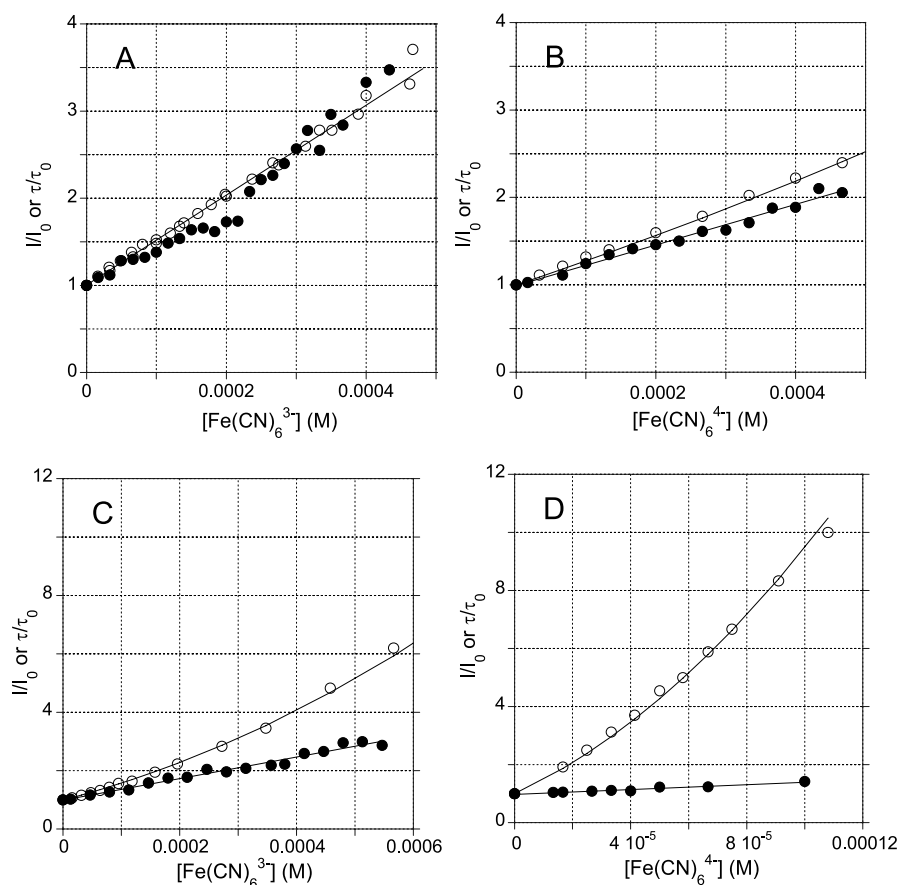 A
I/I0 or τ/τ0
4
3
2
1
0
0 0.0002 0.0004
[Fe(CN)6^3-] (M)
B
I/I0 or τ/τ0
4
3
2
1
0
0 0.0002 0.0004
[Fe(CN)6^4-] (M)
C
I/I0 or τ/τ0
12
8
4
0
0 0.0002 0.0004 0.0006
[Fe(CN)6^3-] (M)
D
I/I0 or τ/τ0
12
8
4
0
0 4 10^-5 8 10^-5 0.00012
[Fe(CN)6^4-] (M)